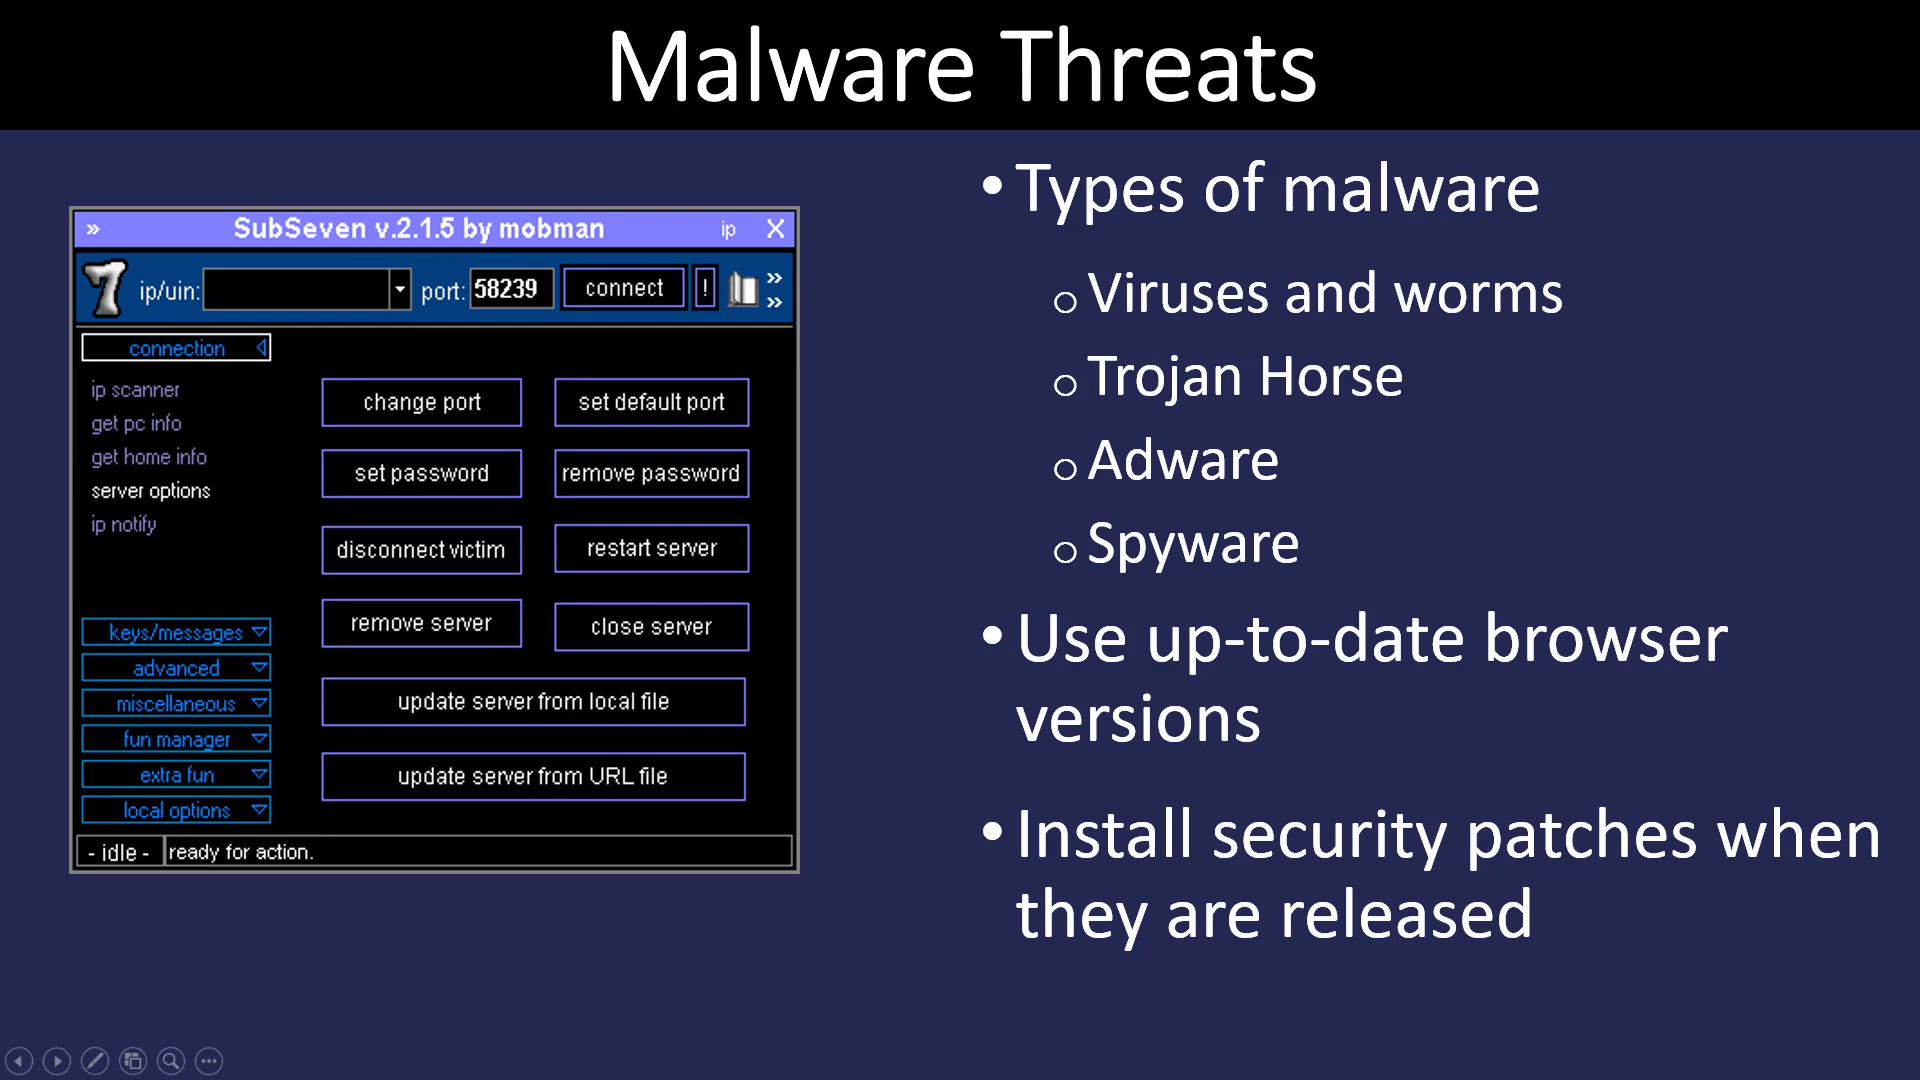 Malware Threats
» SubSeven v.2.1.5 by mobman ip X
7 ip/uin: port: 58239 connect ! »
»
connection
ip scanner
get pc info
get home info
server options
ip notify
keys/messages
advanced
miscellaneous
fun manager
extra fun
local options
change port set default port
set password remove password
disconnect victim restart server
remove server close server
update server from local file
update server from URL file
- idle - ready for action.
• Types of malware
o Viruses and worms
o Trojan Horse
o Adware
o Spyware
• Use up-to-date browser
versions
• Install security patches when
they are released